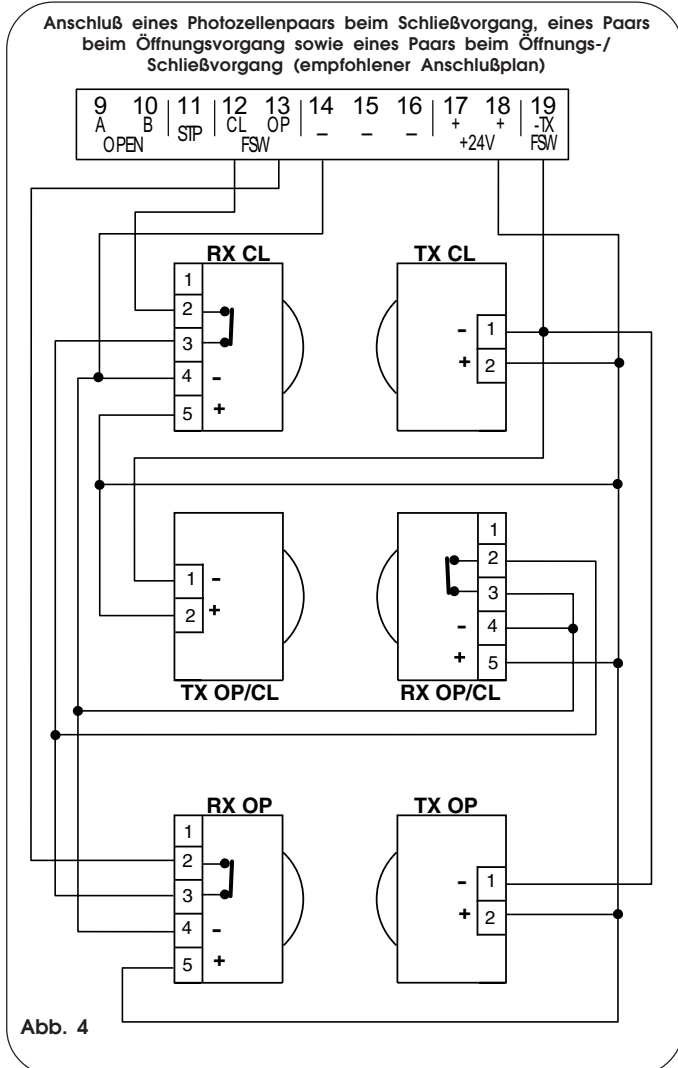 Anschluß eines Photozellenpaars beim Schließvorgang, eines Paars
beim Öffnungsvorgang sowie eines Paars beim Öffnungs-/
Schließvorgang (empfohlener Anschlußplan)
9 10 11 12 13 14 15 16 17 18 19
A B STP CL OP - - - + + -TX
OPEN FSW +24V FSW
RX CL TX CL
1
2
3
4 -
5 +
- 1
+ 2
1 -
2 +
1
2
3
- 4
+ 5
TX OP/CL RX OP/CL
RX OP TX OP
1
2
3
4 -
5 +
- 1
+ 2
Abb. 4